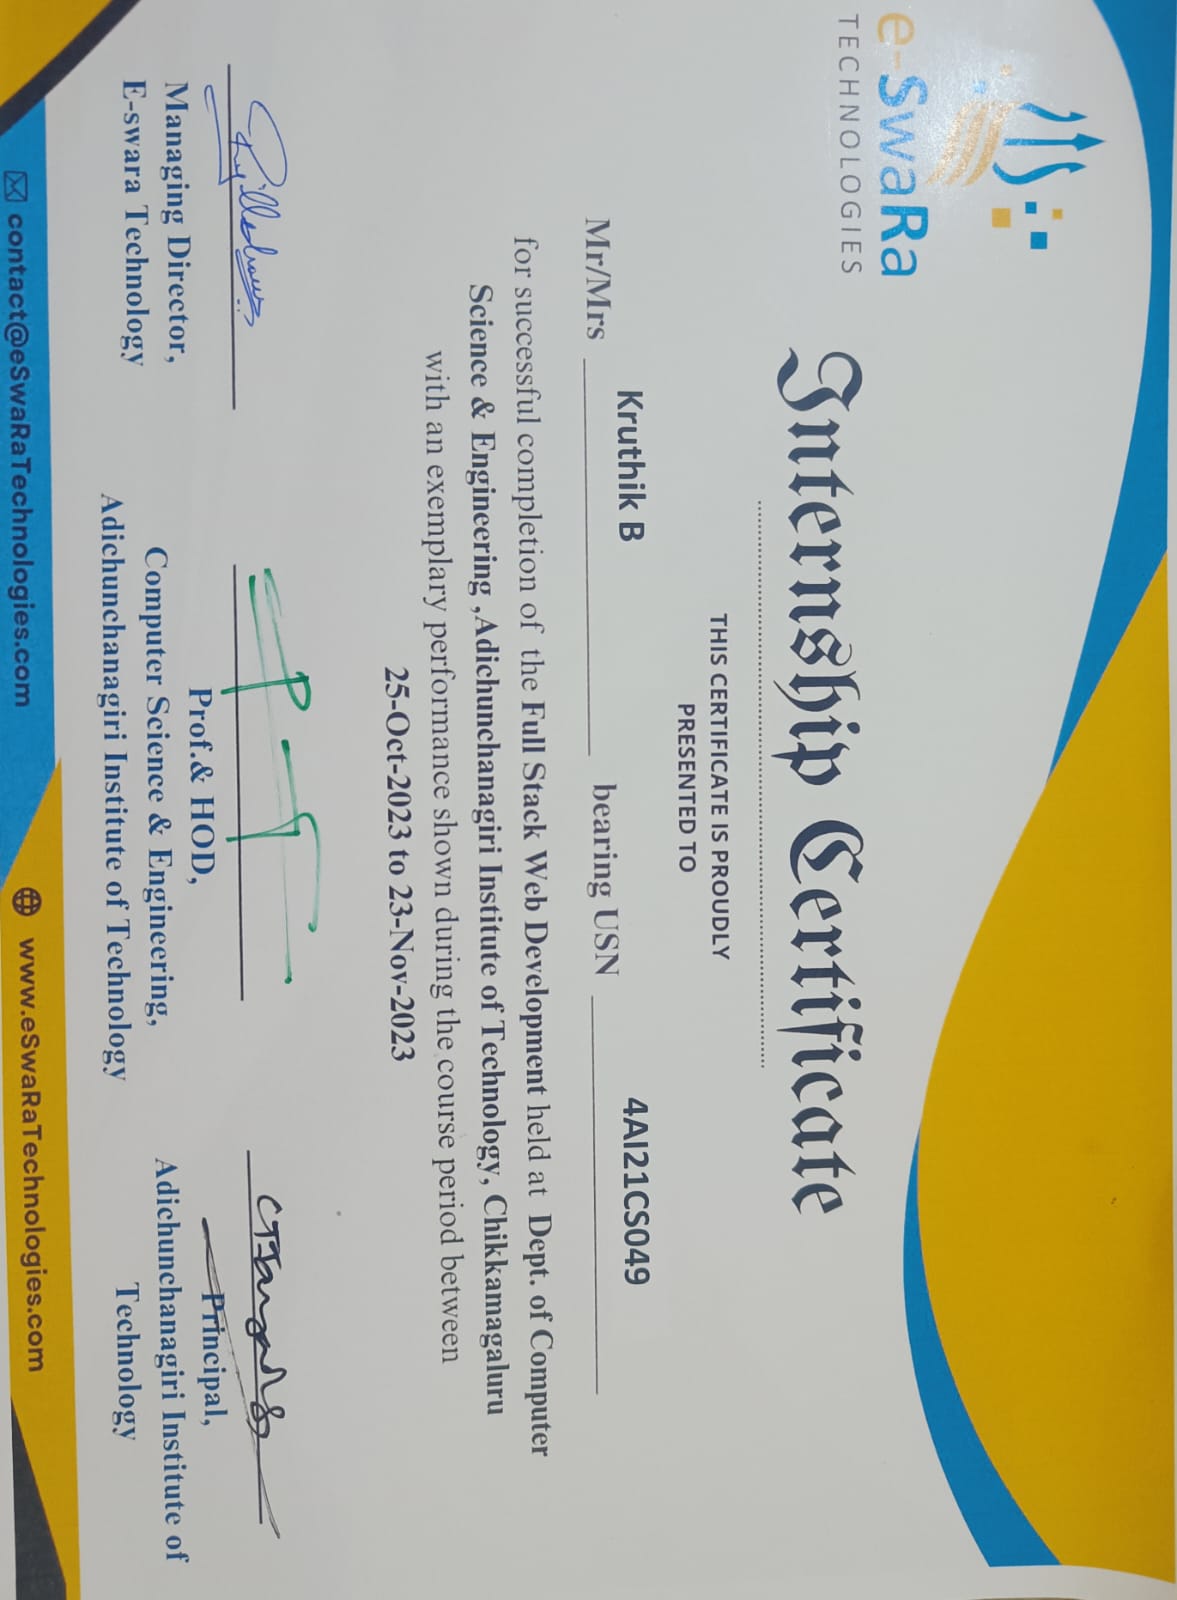 e-SwaRa
TECHNOLOGIES
Internship Certificate
THIS CERTIFICATE IS PROUDLY
PRESENTED TO
Mr/Mrs Kruthik B bearing USN 4AI21CS049
for successful completion of the Full Stack Web Development held at Dept. of Computer
Science & Engineering ,Adichunchanagiri Institute of Technology, Chikkamagaluru
with an exemplary performance shown during the course period between
25-Oct-2023 to 23-Nov-2023
Managing Director,
E-swara Technology
Prof.& HOD,
Computer Science & Engineering,
Adichunchanagiri Institute of Technology
Principal,
Adichunchanagiri Institute of
Technology
contact@eSwaRaTechnologies.com
www.eSwaRaTechnologies.com